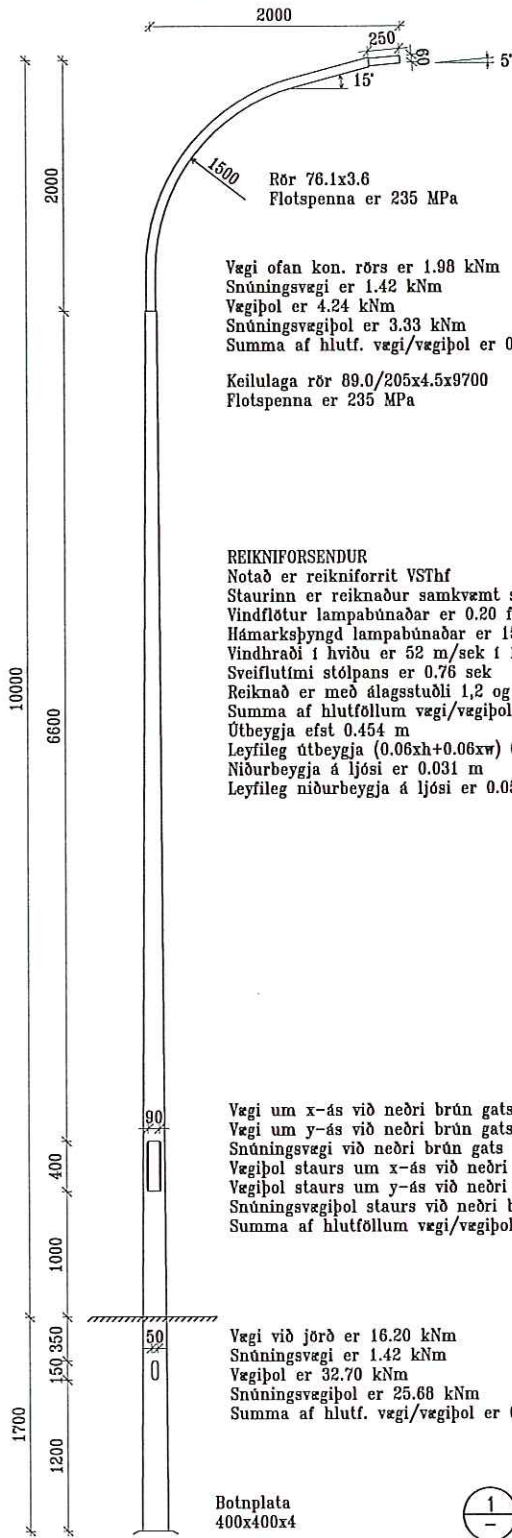 2000
250
60
5°
15°
2000
1500
Rör 76.1x3.6
Flotspenna er 235 MPa
Vægi ofan kon. rörs er 1.98 kNm
Snúningsvægi er 1.42 kNm
Vægiþol er 4.24 kNm
Snúningsvægiþol er 3.33 kNm
Summa af hlutf. vægi/vægiþol er 0
Keilulaga rör 89.0/205x4.5x9700
Flotspenna er 235 MPa
REIKNIFORSENDUR
Notað er reikniforrit VSThf
Staurinn er reiknaður samkvæmt
Vindflötur lampabúnaðar er 0.20
Hámarksþyngd lampabúnaðar er
Vindhraði í hviðu er 52 m/sek í
Sveiflutími stólpans er 0.76 sek
Reiknað er með álagsstuðli 1,2 og
Summa af hlutföllum vægi/vægiþol
Útbeygja efst 0.454 m
Leyfileg útbeygja (0.06xh+0.06xw)
Niðurbeygja á ljósi er 0.031 m
Leyfileg niðurbeygja á ljósi er
10000
6600
90
400
1000
Vægi um x-ás við neðri brún gats
Vægi um y-ás við neðri brún gats
Snúningsvægi við neðri brún gats
Vægiþol staurs um x-ás við neðri
Vægiþol staurs um y-ás við neðri
Snúningsvægiþol staurs við neðri
Summa af hlutföllum vægi/vægiþol
50
350
150
1200
1700
Vægi við jörð er 16.20 kNm
Snúningsvægi er 1.42 kNm
Vægiþol er 32.70 kNm
Snúningsvægiþol er 25.68 kNm
Summa af hlutf. vægi/vægiþol er
Botnplata
400x400x4
1
-